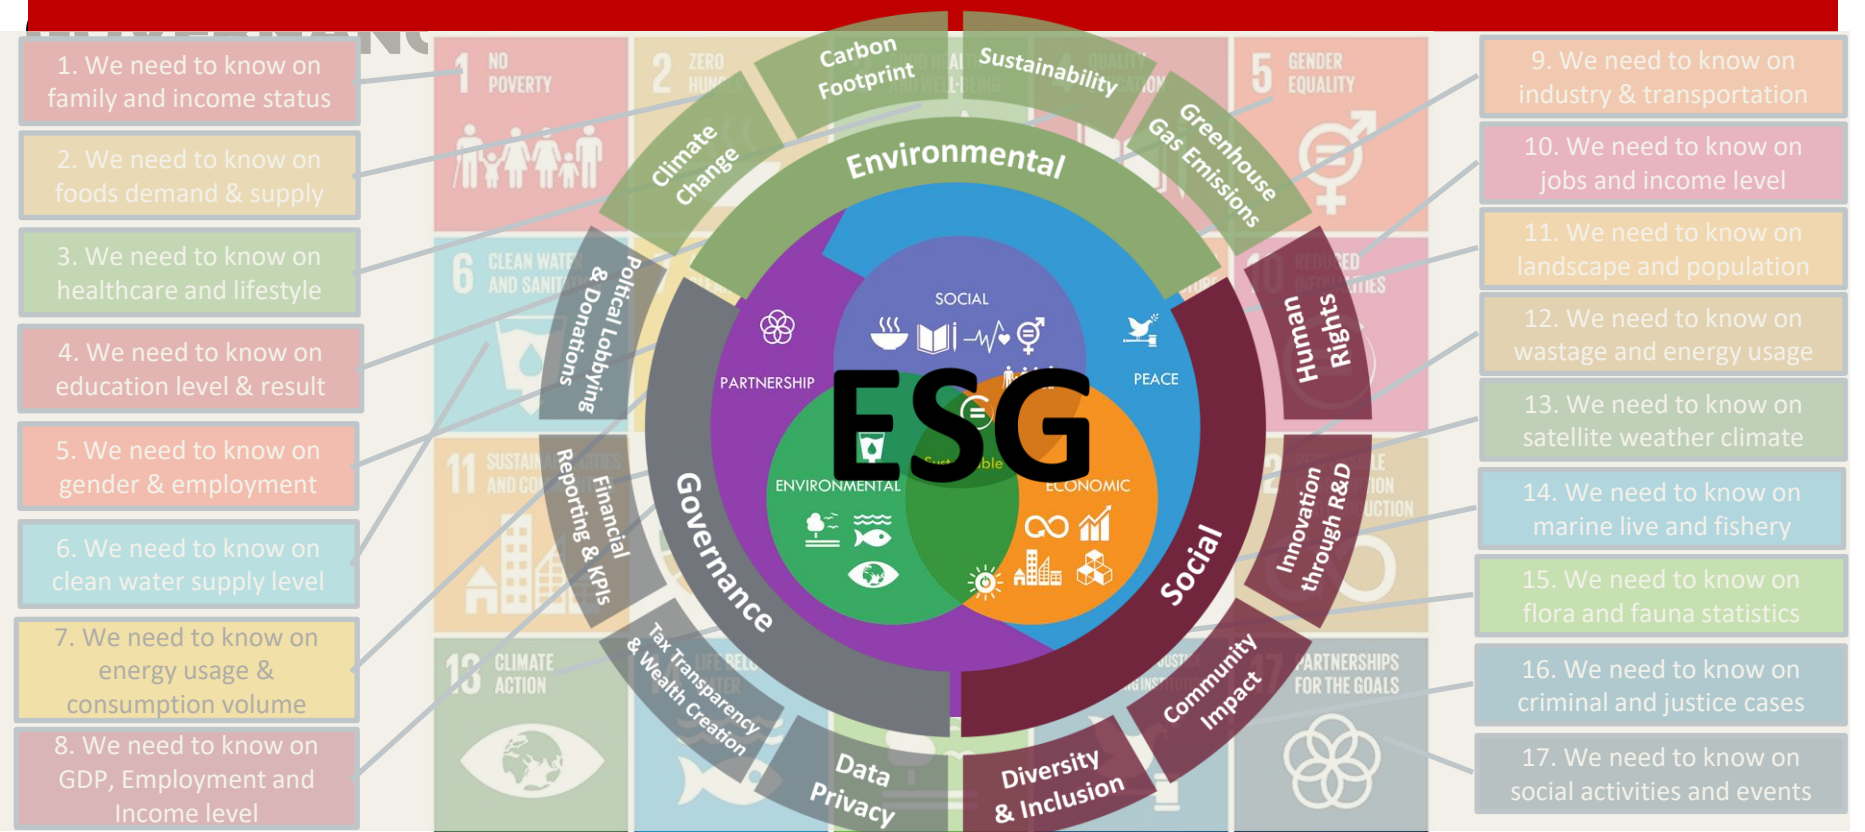 GOVERNANC
1. We need to know on
family and income status
2. We need to know on
foods demand & supply
3. We need to know on
healthcare and lifestyle
4. We need to know on
education level & result
5. We need to know on
gender & employment
6. We need to know on
clean water supply level
7. We need to know on
energy usage &
consumption volume
8. We need to know on
GDP, Employment and
Income level
1 NO
POVERTY
2 ZERO
5 GENDER
EQUALITY
6 CLEAN WATER
11
13 CLIMATE
ACTION
17 PARTNERSHIPS
FOR THE GOALS
Carbon
Footprint
Sustainability
Climate
Change
Greenhouse
Gas Emissions
Environmental
Political Lobbying
& Donations
Human
Rights
Financial
Reporting & KPIs
Innovation
through R&D
Governance
Social
Tax Transparency
& Wealth Creation
Community
Impact
Data
Privacy
Diversity
& Inclusion
SOCIAL
PARTNERSHIP
PEACE
ESG
ENVIRONMENTAL
ECONOMIC
9. We need to know on
industry & transportation
10. We need to know on
jobs and income level
11. We need to know on
landscape and population
12. We need to know on
wastage and energy usage
13. We need to know on
satellite weather climate
14. We need to know on
marine live and fishery
15. We need to know on
flora and fauna statistics
16. We need to know on
criminal and justice cases
17. We need to know on
social activities and events